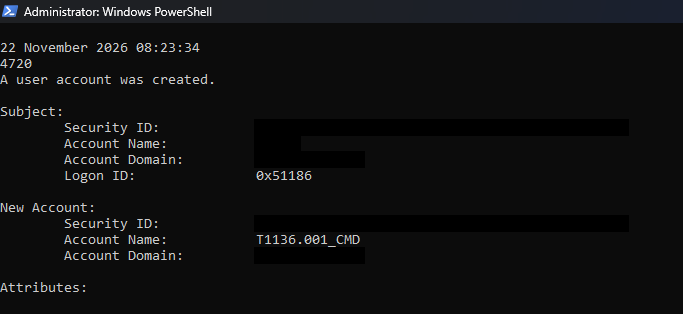 Administrator: Windows PowerShell
22 November 2026 08:23:34
4720
A user account was created.
Subject:
Security ID:
Account Name:
Account Domain:
Logon ID: 0x51186
New Account:
Security ID:
Account Name: T1136.001_CMD
Account Domain:
Attributes: